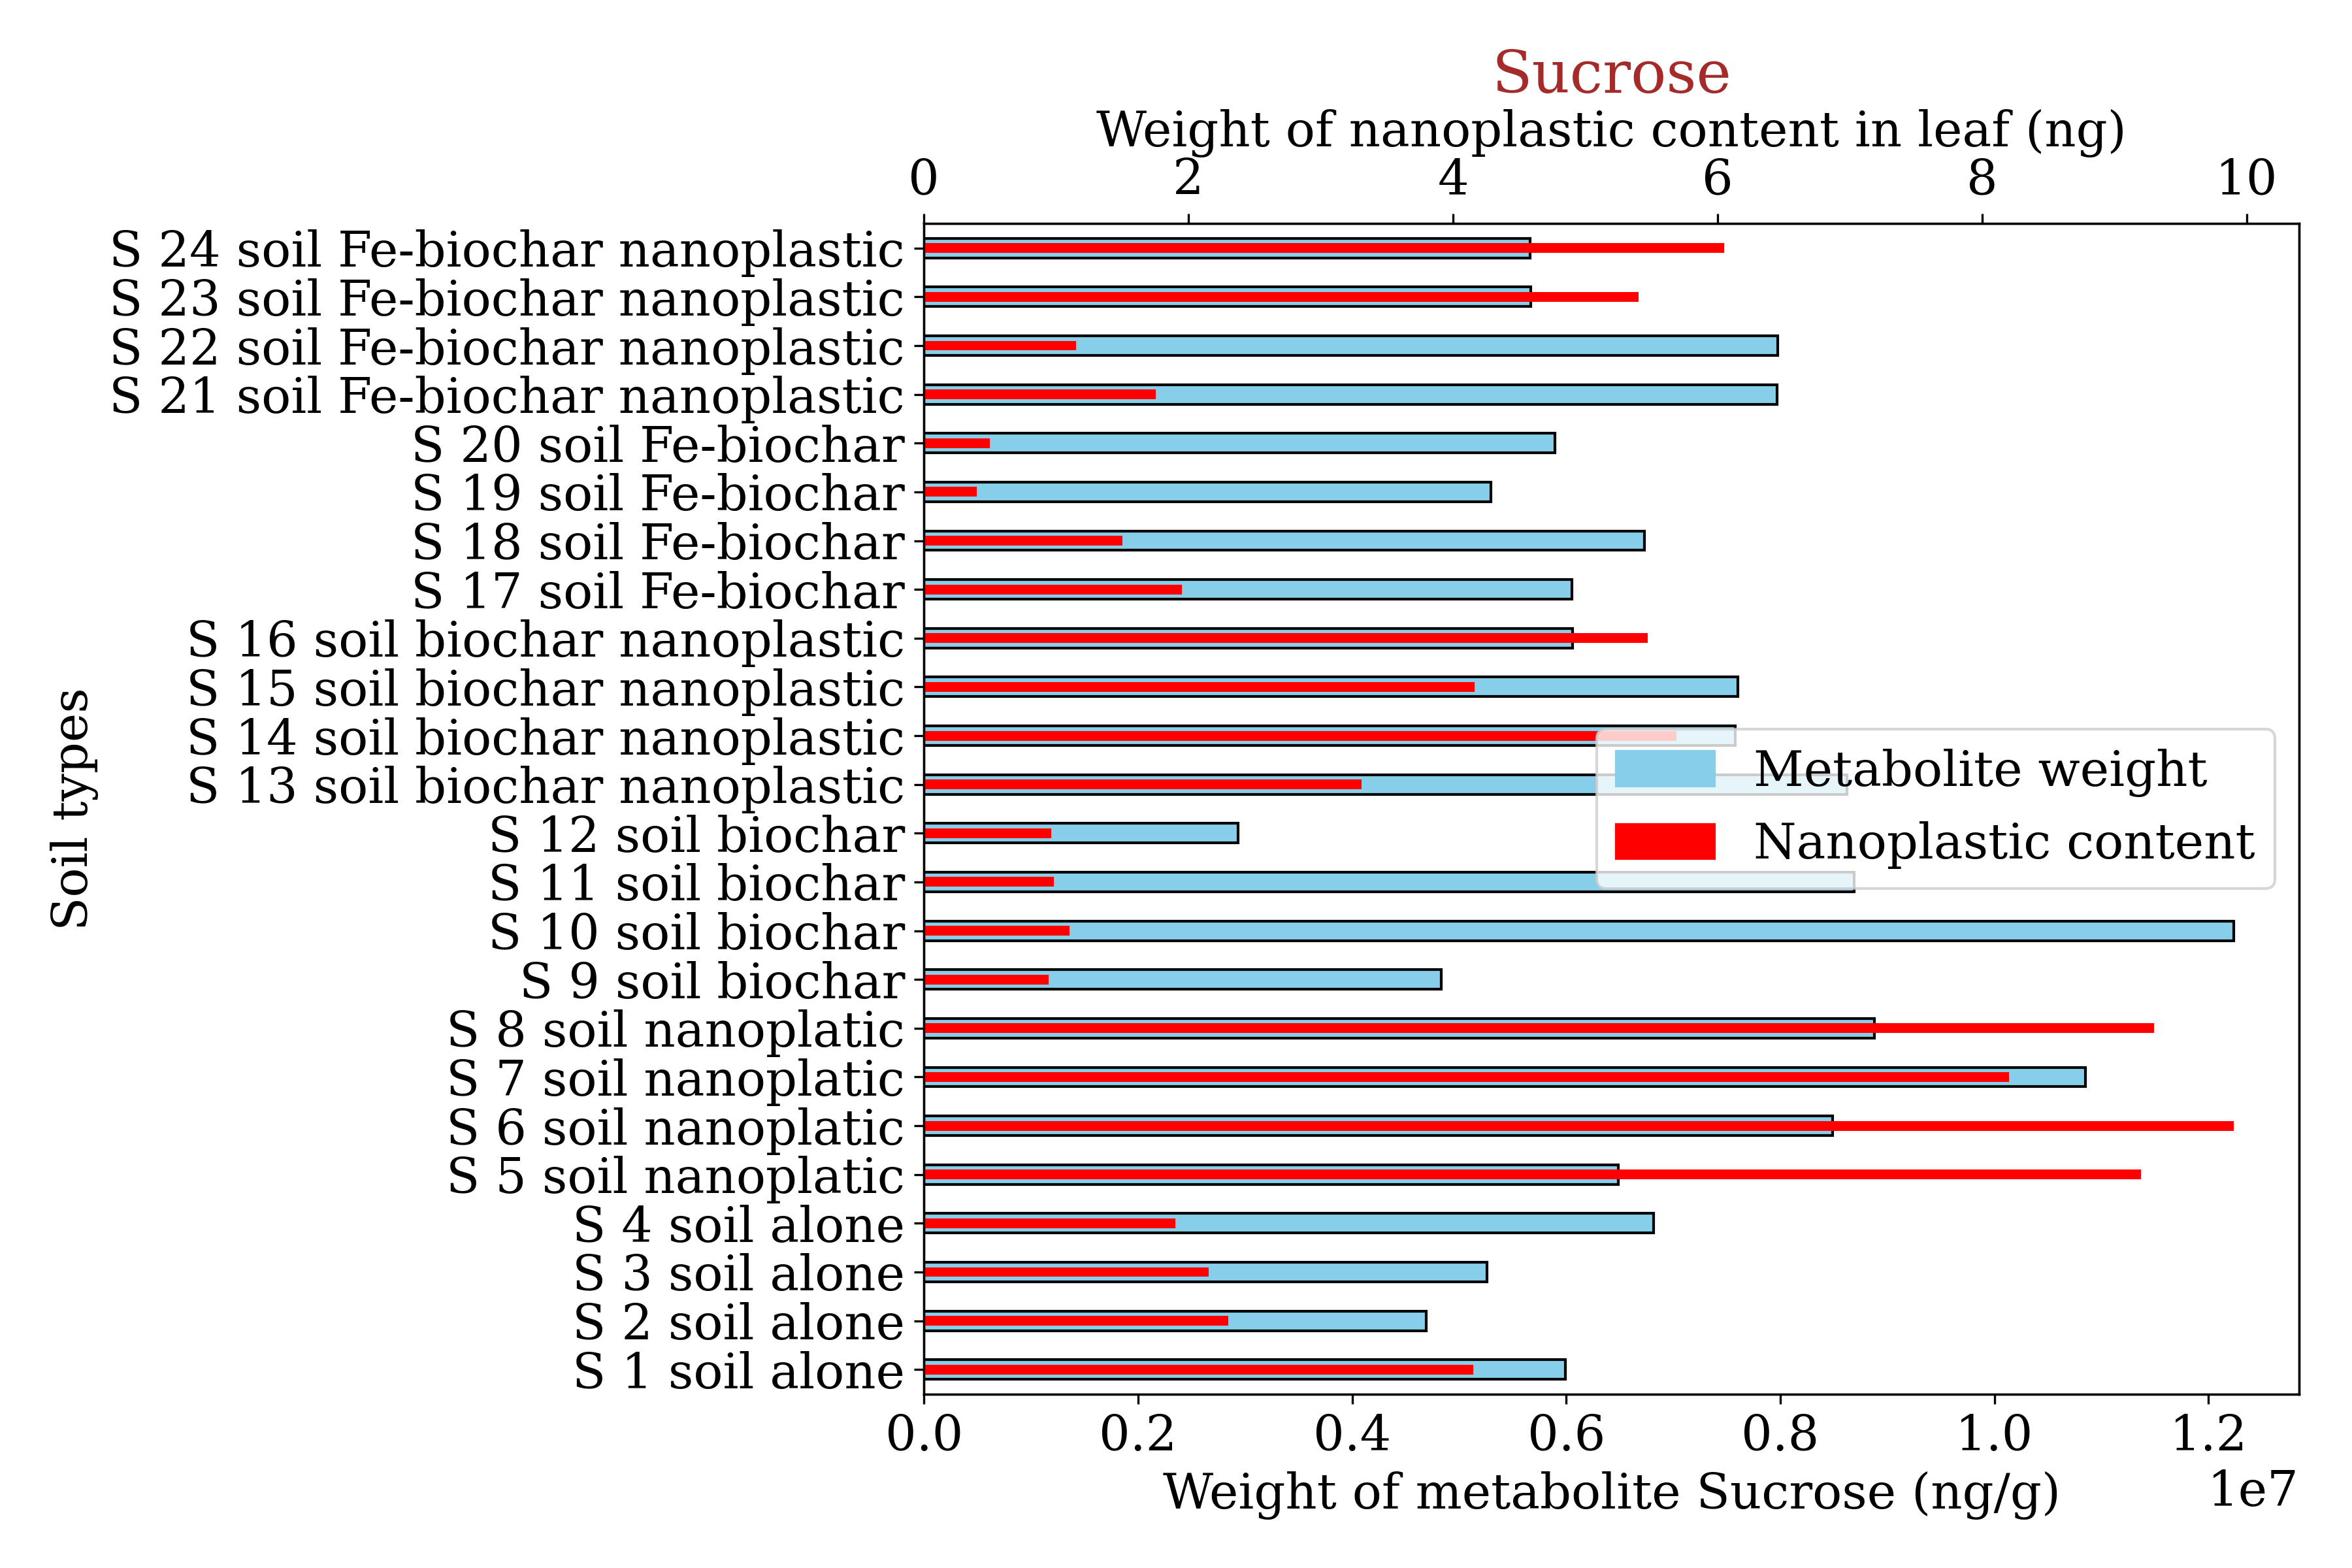 Sucrose
Weight of nanoplastic content in leaf (ng)
0 2 4 6 8 10
S 24 soil Fe-biochar nanoplastic
S 23 soil Fe-biochar nanoplastic
S 22 soil Fe-biochar nanoplastic
S 21 soil Fe-biochar nanoplastic
S 20 soil Fe-biochar
S 19 soil Fe-biochar
S 18 soil Fe-biochar
S 17 soil Fe-biochar
S 16 soil biochar nanoplastic
S 15 soil biochar nanoplastic
S 14 soil biochar nanoplastic
S 13 soil biochar nanoplastic
S 12 soil biochar
S 11 soil biochar
S 10 soil biochar
S 9 soil biochar
S 8 soil nanoplatic
S 7 soil nanoplatic
S 6 soil nanoplatic
S 5 soil nanoplatic
S 4 soil alone
S 3 soil alone
S 2 soil alone
S 1 soil alone
Soil types
Metabolite weight
Nanoplastic content
0.0 0.2 0.4 0.6 0.8 1.0 1.2
Weight of metabolite Sucrose (ng/g)
1e7